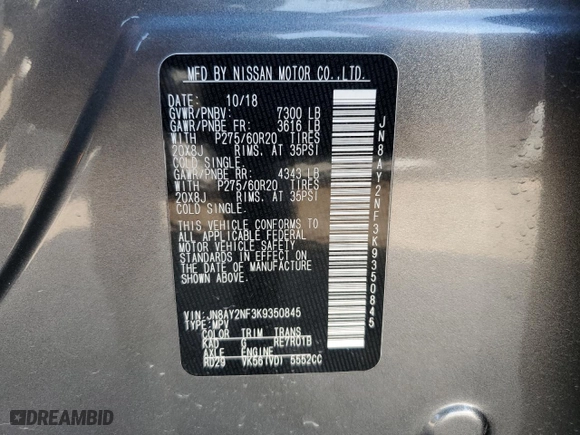 MFD BY NISSAN MOTOR CO.,LTD.
DATE: 10/18
GVWR/PNBV: 7300 LB
GAWR/PNBE FR: 3616 LB
WITH P275/60R20 TIRES
20X8J RIMS, AT 35PSI
COLD SINGLE.
GAWR/PNBE RR: 4343 LB
WITH P275/60R20 TIRES
20X8J RIMS, AT 35PSI
COLD SINGLE.
THIS VEHICLE CONFORMS TO
ALL APPLICABLE FEDERAL
MOTOR VEHICLE SAFETY
STANDARDS IN EFFECT ON
THE DATE OF MANUFACTURE
SHOWN ABOVE.
VIN: JN8AY2NF3K9350845
TYPE: MPV
COLOR TRIM TRANS
KAD G RE7R01B
AXLE ENGINE
RD29 VK56(VD) 5552CC
JN8AY2NF3K9350845
DREAMBID